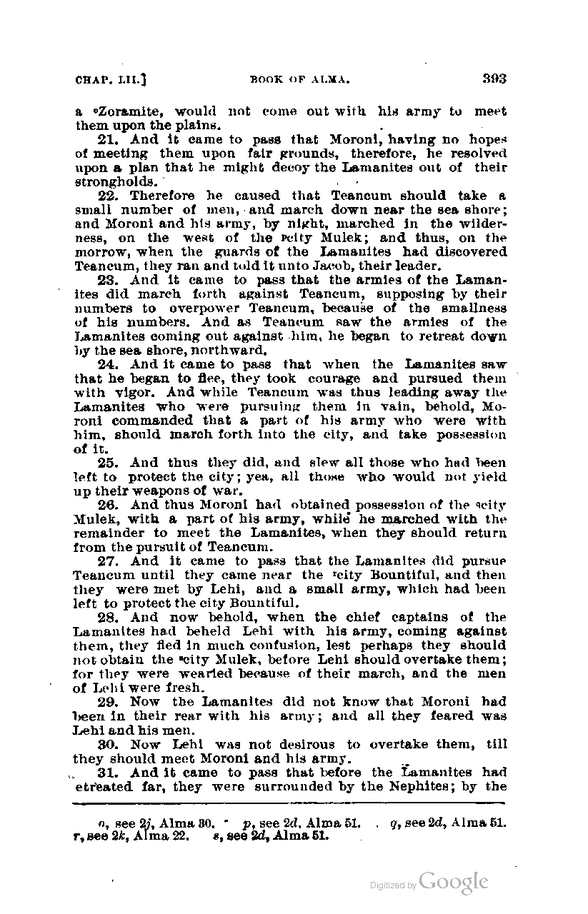 CHAP. LII.] BOOK OF ALMA. 393
a ᵒZoramite, would not come out with his army to meet
them upon the plains.
21. And it came to pass that Moroni, having no hopes
of meeting them upon fair grounds, therefore, he resolved
upon a plan that he might decoy the Lamanites out of their
strongholds.
22. Therefore he caused that Teancum should take a
small number of men, and march down near the sea shore;
and Moroni and his army, by night, marched in the wilder-
ness, on the west of the ᵖcity Mulek; and thus, on the
morrow, when the guards of the Lamanites had discovered
Teancum, they ran and told it unto Jacob, their leader.
23. And it came to pass that the armies of the Laman-
ites did march forth against Teancum, supposing by their
numbers to overpower Teancum, because of the smallness
of his numbers. And as Teancum saw the armies of the
Lamanites coming out against him, he began to retreat down
by the sea shore, northward.
24. And it came to pass that when the Lamanites saw
that he began to flee, they took courage and pursued them
with vigor. And while Teancum was thus leading away the
Lamanites who were pursuing them in vain, behold, Mo-
roni commanded that a part of his army who were with
him, should march forth into the city, and take possession
of it.
25. And thus they did, and slew all those who had been
left to protect the city; yea, all those who would not yield
up their weapons of war.
26. And thus Moroni had obtained possession of the qcity
Mulek, with a part of his army, while he marched with the
remainder to meet the Lamanites, when they should return
from the pursuit of Teancum.
27. And it came to pass that the Lamanites did pursue
Teancum until they came near the ʳcity Bountiful, and then
they were met by Lehi, and a small army, which had been
left to protect the city Bountiful.
28. And now behold, when the chief captains of the
Lamanites had beheld Lehi with his army, coming against
them, they fled in much confusion, lest perhaps they should
not obtain the ˢcity Mulek, before Lehi should overtake them;
for they were wearied because of their march, and the men
of Lehi were fresh.
29. Now the Lamanites did not know that Moroni had
been in their rear with his army; and all they feared was
Lehi and his men.
30. Now Lehi was not desirous to overtake them, till
they should meet Moroni and his army.
31. And it came to pass that before the Lamanites had
etreated far, they were surrounded by the Nephites; by the
o, see 2j, Alma 30. p, see 2d, Alma 51. q, see 2d, Alma 51.
r, see 2k, Alma 22. s, see 2d, Alma 51.
Digitized by Google